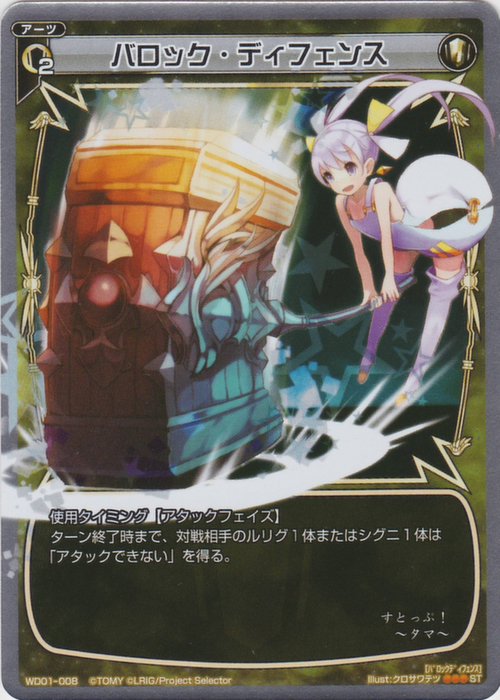 アーツ
2
バロック・ディフェンス
使用タイミング【アタックフェイズ】
ターン終了時まで、対戦相手のルリグ1体またはシグニ1体は
「アタックできない」を得る。
すとっぷ！
～タマ～
[バロックディフェンス]
WD01-008 ©TOMY ©LRIG/Project Selector
Illust:クロサワテツ ST